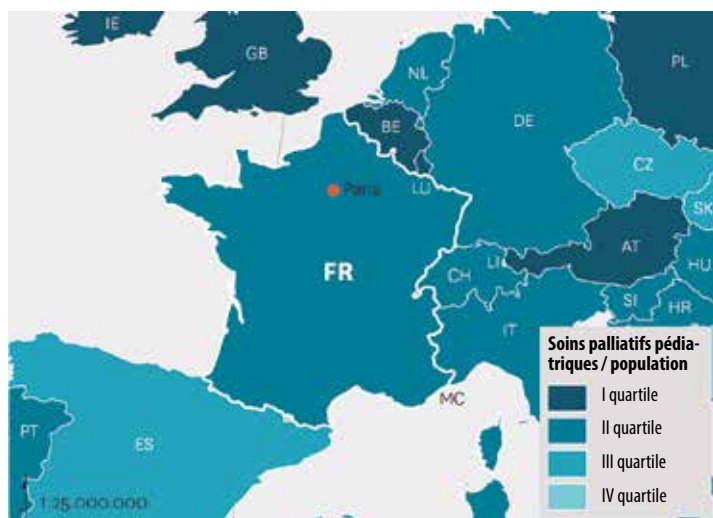 IE
GB
NL
PL
DE
BE
CZ
Paris
LU
SK
AT
FR
LI
HU
CH
SI
HR
IT
Soins palliatifs pédia-
triques / population
MC
I quartile
II quartile
PT
ES
III quartile
1:25.000.000
IV quartile